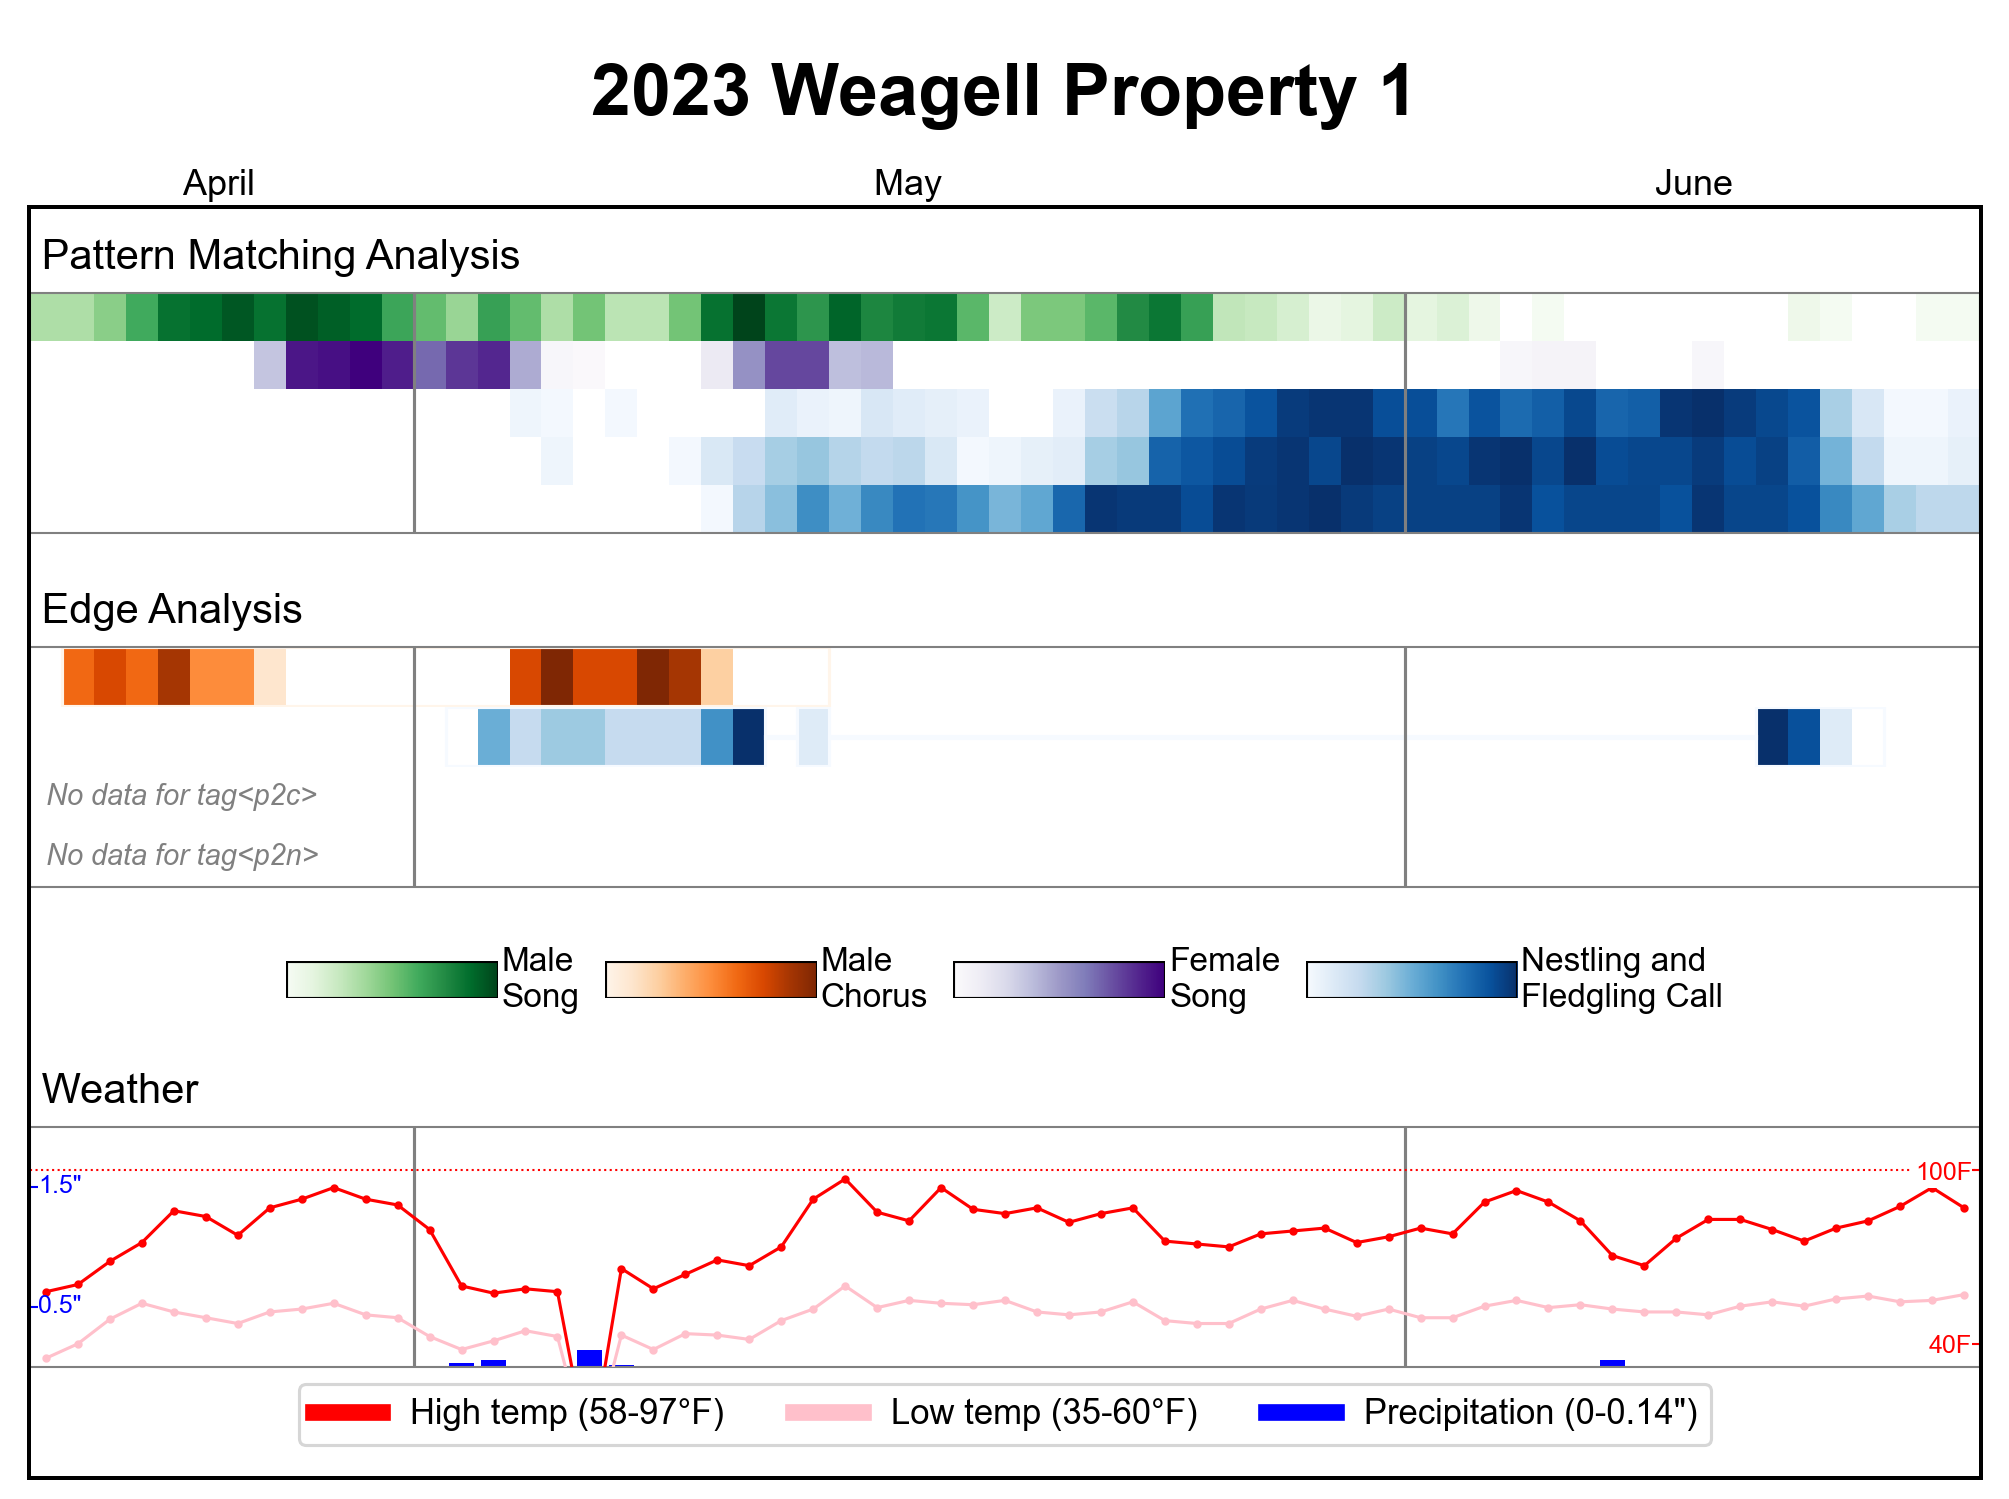 2023 Weagell Property 1
April May June
Pattern Matching Analysis
Edge Analysis
No data for tag<p2c>
No data for tag<p2n>
Male
Song
Male
Chorus
Female
Song
Nestling and
Fledgling Call
Weather
100F
1.5"
0.5"
40F
High temp (58-97°F) Low temp (35-60°F) Precipitation (0-0.14")